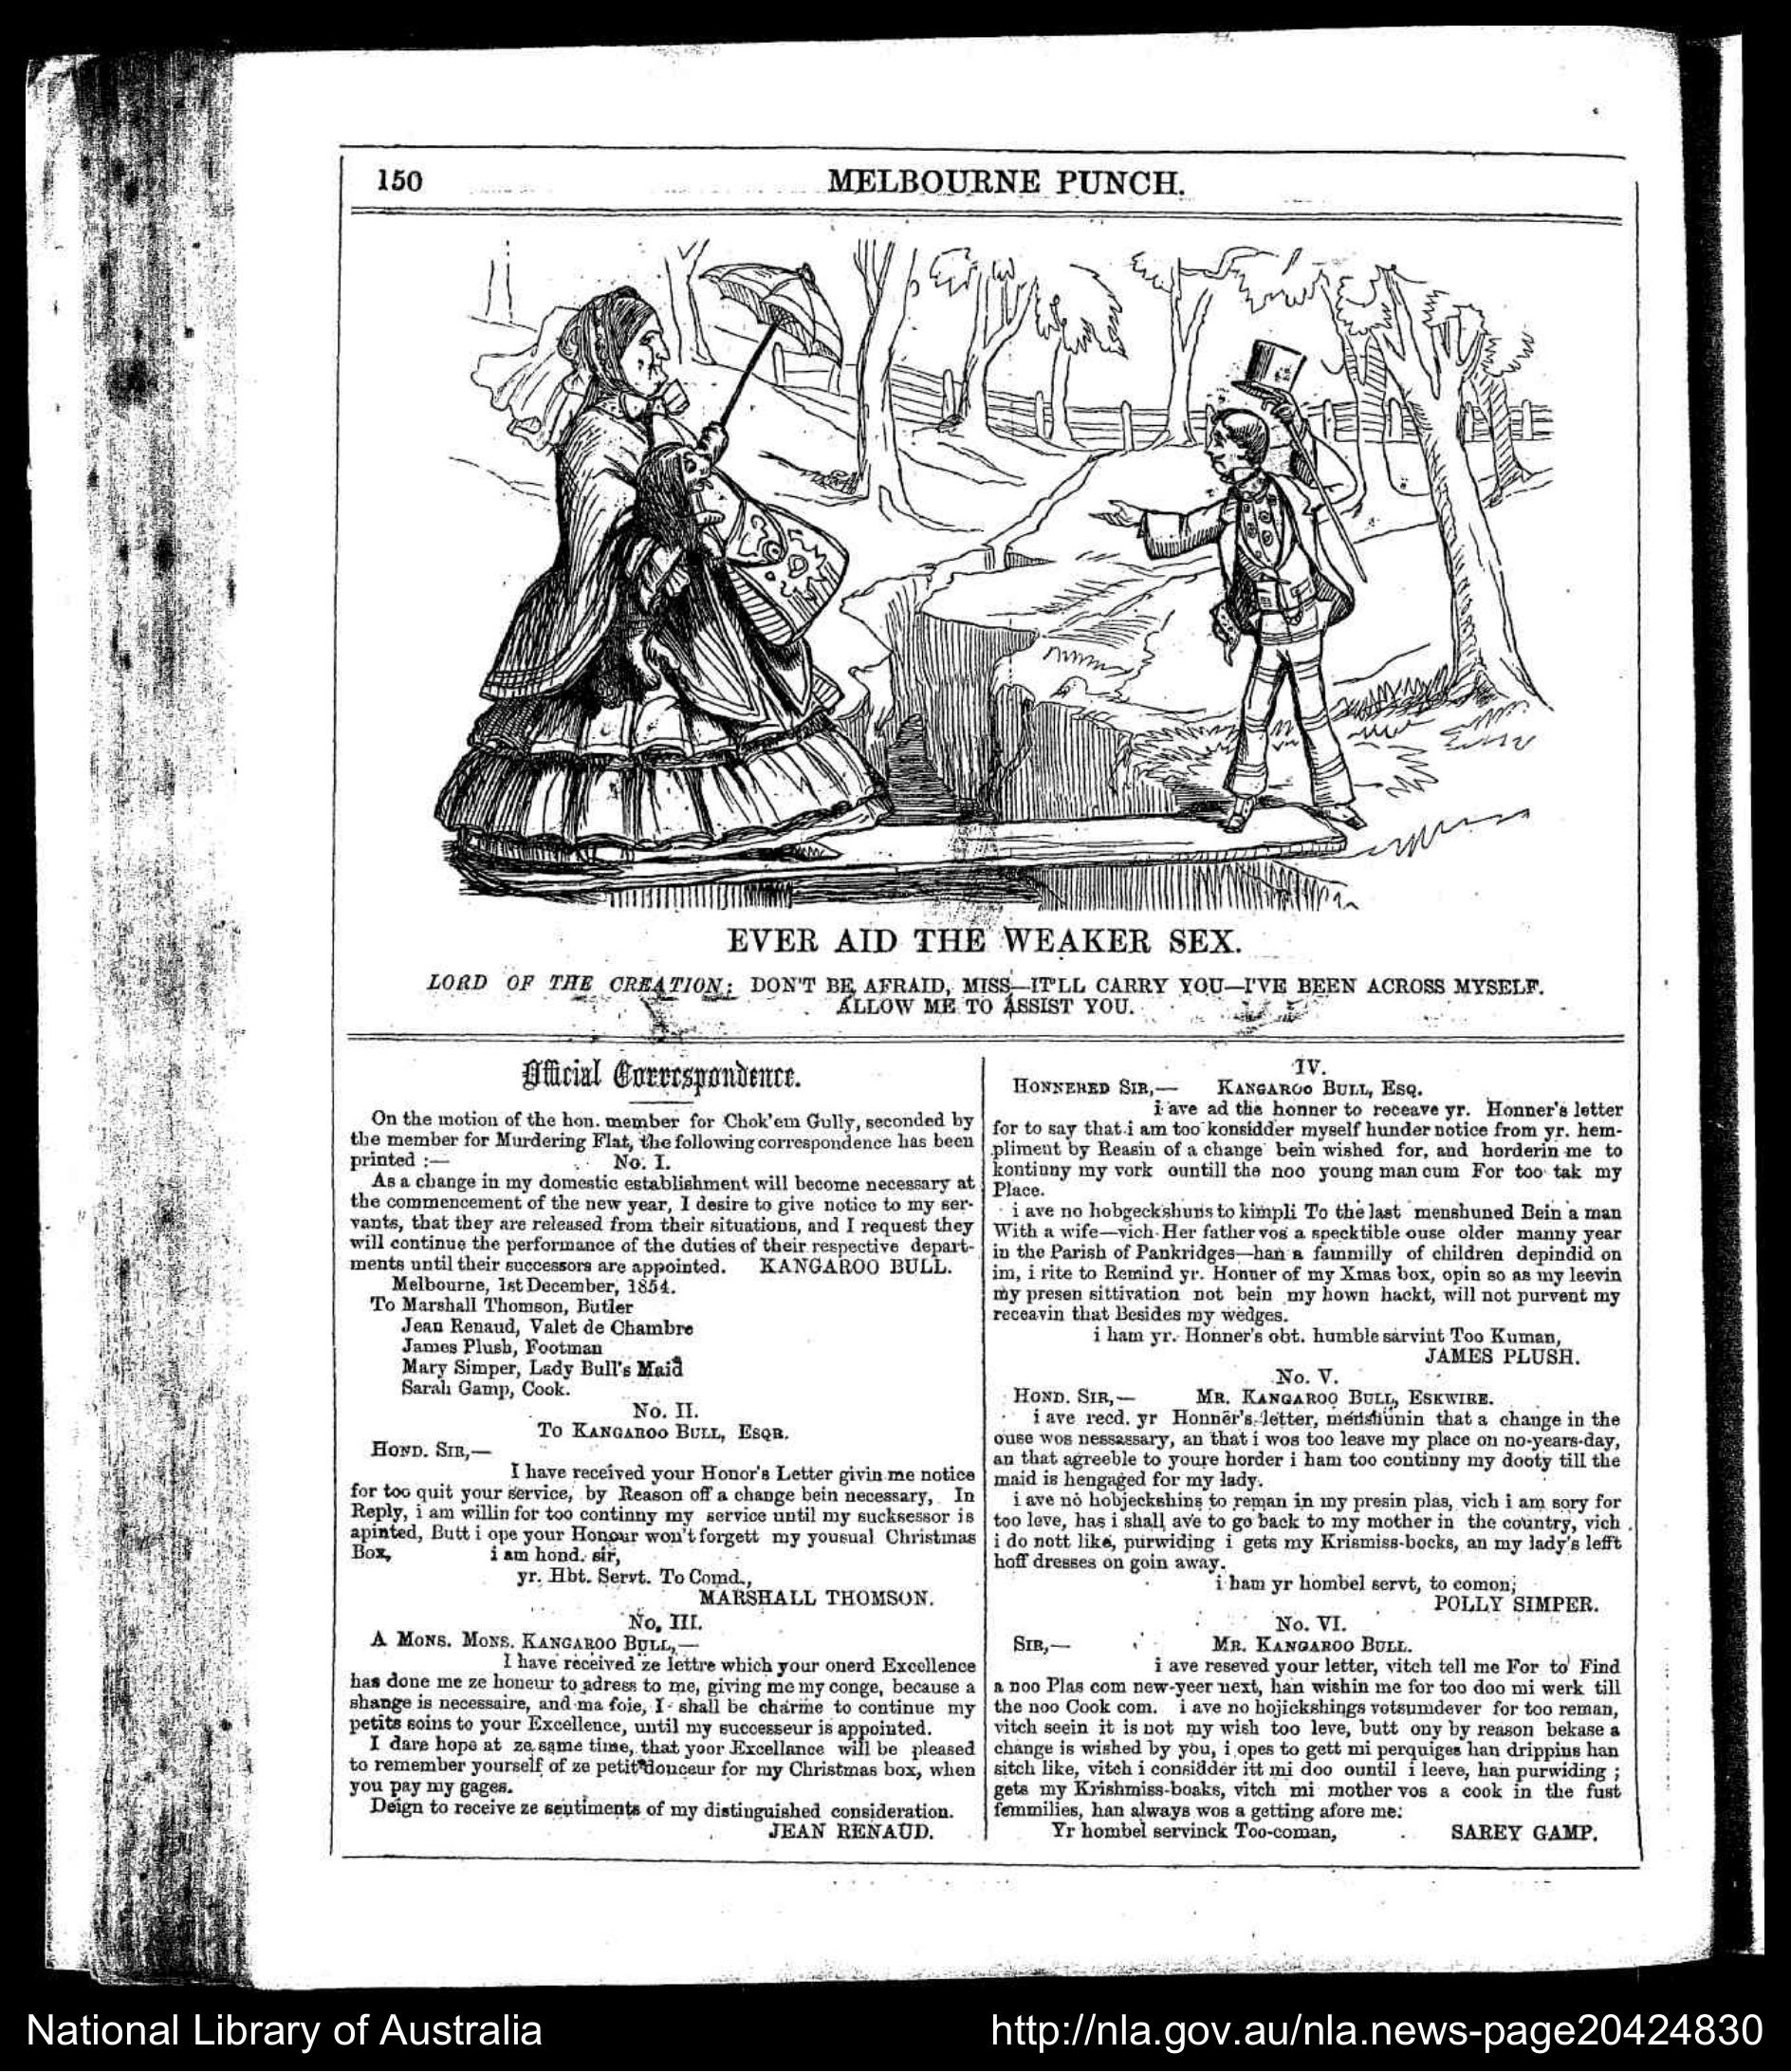 150
MELBOURNE PUNCH.
EVER AID THE WEAKER SEX.
LORD OF THE CREATION: DON'T BE AFRAID, MISS—IT'LL CARRY YOU—I'VE BEEN ACROSS MYSELF.
ALLOW ME TO ASSIST YOU.
Official Correspondence.
On the motion of the hon. member for Chok'em Gully, seconded by
the member for Murdering Flat, the following correspondence has been
printed :—
No. I.
As a change in my domestic establishment will become necessary at
the commencement of the new year, I desire to give notice to my ser-
vants, that they are released from their situations, and I request they
will continue the performance of the duties of their respective depart-
ments until their successors are appointed. KANGAROO BULL.
Melbourne, 1st December, 1854.
To Marshall Thomson, Butler
Jean Renaud, Valet de Chambre
James Plush, Footman
Mary Simper, Lady Bull's Maid
Sarah Gamp, Cook.
No. II.
To KANGAROO BULL, ESQR.
HOND. SIR,—
I have received your Honor's Letter givin me notice
for too quit your service, by Reason off a change bein necessary, In
Reply, i am willin for too continny my service until my sucksessor is
apinted, Butt i ope your Honour won't forgett my yousual Christmas
Box, i am hond. sir,
yr. Hbt. Servt. To Comd.,
MARSHALL THOMSON.
No. III.
A MONS. MONS. KANGAROO BULL,—
I have received ze lettre which your onerd Excellence
has done me ze honeur to adress to me, giving me my conge, because a
shange is necessaire, and ma foie, I shall be charme to continue my
petits soins to your Excellence, until my successeur is appointed.
I dare hope at ze same time, that yoor Excellance will be pleased
to remember yourself of ze petit douceur for my Christmas box, when
you pay my gages.
Deign to receive ze sentiments of my distinguished consideration.
JEAN RENAUD.
IV.
HONNERED SIR,— KANGAROO BULL, ESQ.
i ave ad the honner to receave yr. Honner's letter
for to say that i am too konsidder myself hunder notice from yr. hem-
pliment by Reasin of a change bein wished for, and horderin me to
kontinny my vork ountill the noo young man cum For too tak my
Place.
i ave no hobgeckshuns to kimpli To the last menshuned Bein a man
With a wife—vich Her father vos a specktible ouse older manny year
in the Parish of Pankridges—han a fammilly of children depindid on
im, i rite to Remind yr. Honner of my Xmas box, opin so as my leevin
my presen sittivation not bein my hown hackt, will not purvent my
receavin that Besides my wedges.
i ham yr. Honner's obt. humble sarvint Too Kuman,
JAMES PLUSH.
No. V.
HOND. SIR,— MR. KANGAROO BULL, ESKWIRE.
i ave recd. yr Honner's letter, menshunin that a change in the
ouse wos nessassary, an that i wos too leave my place on no-years-day,
an that agreeble to youre horder i ham too continny my dooty till the
maid is hengaged for my lady.
i ave no hobjeckshins to reman in my presin plas, vich i am sory for
too leve, has i shall ave to go back to my mother in the country, vich
i do nott like, purwiding i gets my Krismiss-bocks, an my lady's lefft
hoff dresses on goin away.
i ham yr hombel servt, to comon;
POLLY SIMPER.
No. VI.
SIR,— MR. KANGAROO BULL.
i ave reseved your letter, vitch tell me For to Find
a noo Plas com new-yeer next, han wishin me for too doo mi werk till
the noo Cook com. i ave no hojickshings votsumdever for too reman,
vitch seein it is not my wish too leve, butt ony by reason bekase a
change is wished by you, i opes to gett mi perquiges han drippins han
sitch like, vitch i considder itt mi doo ountil i leeve, han purwiding ;
gets my Krishmiss-boaks, vitch mi mother vos a cook in the fust
femmilies, han always wos a getting afore me:
Yr hombel servinck Too-coman, SAREY GAMP.
National Library of Australia
http://nla.gov.au/nla.news-page20424830